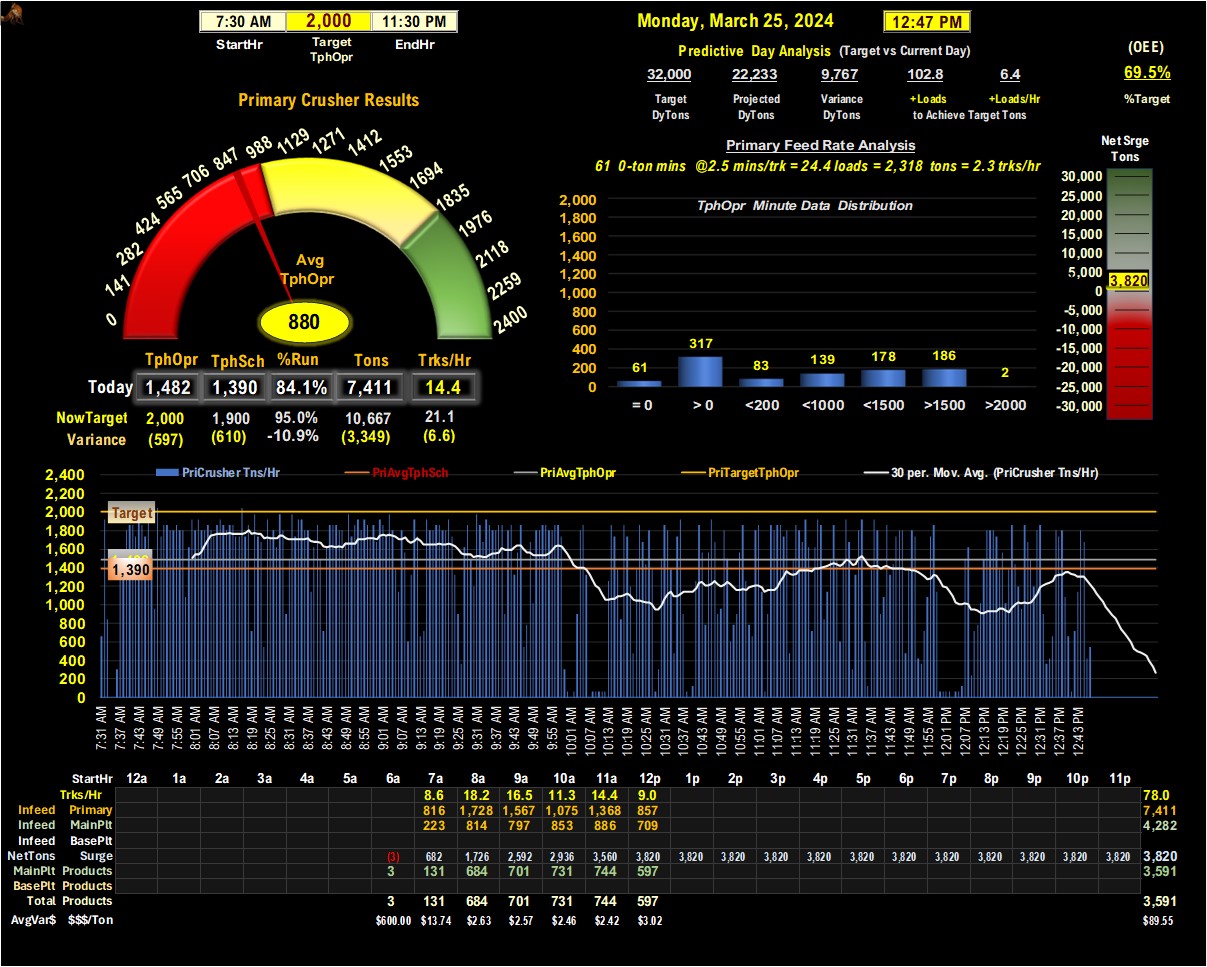 7:30 AM 2,000 11:30 PM
StartHr Target TphOpr EndHr
Monday, March 25, 2024 12:47 PM
Predictive Day Analysis (Target vs Current Day)
(OEE)
32,000 22,233 9,767 102.8 6.4
69.5%
Target DyTons Projected DyTons Variance DyTons +Loads +Loads/Hr to Achieve Target Tons
%Target
Primary Crusher Results
0 141 282 424 565 706 847 988 1129 1271 1412 1553 1694 1835 1976 2118 2259 2400
Avg
TphOpr
880
TphOpr TphSch %Run Tons Trks/Hr
Today 1,482 1,390 84.1% 7,411 14.4
NowTarget 2,000 1,900 95.0% 10,667 21.1
Variance (597) (610) -10.9% (3,349) (6.6)
Primary Feed Rate Analysis
61 0-ton mins @2.5 mins/trk = 24.4 loads = 2,318 tons = 2.3 trks/hr
TphOpr Minute Data Distribution
2,000
1,800
1,600
1,400
1,200
1,000
800
600
400
200
0
61 317 83 139 178 186 2
= 0 > 0 <200 <1000 <1500 >1500 >2000
Net Srge
Tons
30,000
25,000
20,000
15,000
10,000
5,000
3,820
0
-5,000
-10,000
-15,000
-20,000
-25,000
-30,000
PriCrusher Tns/Hr PriAvgTphSch PriAvgTphOpr PriTargetTphOpr 30 per. Mov. Avg. (PriCrusher Tns/Hr)
2,400
2,200
2,000
1,800
1,600
1,400
1,200
1,000
800
600
400
200
0
Target
1,390
7:31 AM 7:37 AM 7:43 AM 7:49 AM 7:55 AM 8:01 AM 8:07 AM 8:13 AM 8:19 AM 8:25 AM 8:31 AM 8:37 AM 8:43 AM 8:49 AM 8:55 AM 9:01 AM 9:07 AM 9:13 AM 9:19 AM 9:25 AM 9:31 AM 9:37 AM 9:43 AM 9:49 AM 9:55 AM 10:01 AM 10:07 AM 10:13 AM 10:19 AM 10:25 AM 10:31 AM 10:37 AM 10:43 AM 10:49 AM 10:55 AM 11:01 AM 11:07 AM 11:13 AM 11:19 AM 11:25 AM 11:31 AM 11:37 AM 11:43 AM 11:49 AM 11:55 AM 12:01 PM 12:07 PM 12:13 PM 12:19 PM 12:25 PM 12:31 PM 12:37 PM 12:43 PM
StartHr 12a 1a 2a 3a 4a 5a 6a 7a 8a 9a 10a 11a 12p 1p 2p 3p 4p 5p 6p 7p 8p 9p 10p 11p
Trks/Hr 8.6 18.2 16.5 11.3 14.4 9.0 78.0
Infeed Primary 816 1,728 1,567 1,075 1,368 857 7,411
Infeed MainPlt 223 814 797 853 886 709 4,282
Infeed BasePlt
NetTons Surge (3) 682 1,726 2,592 2,936 3,560 3,820 3,820 3,820 3,820 3,820 3,820 3,820 3,820 3,820 3,820 3,820 3,820 3,820
MainPlt Products 3 131 684 701 731 744 597 3,591
BasePlt Products
Total Products 3 131 684 701 731 744 597 3,591
AvgVar$ $$$/Ton $600.00 $13.74 $2.63 $2.57 $2.46 $2.42 $3.02 $89.55